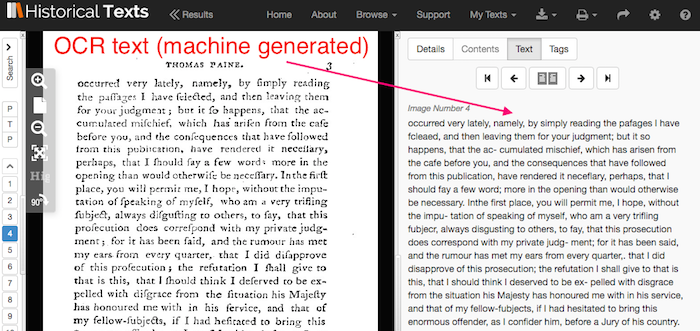 Historical Texts
Results
Home
About
Browse
Support
My Texts
OCR text (machine generated)
Search
P
T
P
1
2
3
4
5
6
7
8
9
90°
THOMAS PAINE. 3
occurred very lately, namely, by ſimply reading
the paſſages I have ſelected, and then leaving them
for your judgment; but it ſo happens, that the ac-
cumulated miſchief, which has ariſen from the caſe
before you, and the conſequences that have followed
from this publication, have rendered it neceſſary,
perhaps, that I ſhould ſay a few words more in the
opening than would otherwiſe be neceſſary. In the firſt
place, you will permit me, I hope, without the impu-
tation of ſpeaking of myſelf, who am a very trifling
ſubject, always diſguſting to others, to ſay, that this
proſecution does correſpond with my private judg-
ment; for it has been ſaid, and the rumour has met
my ears from every quarter, that I did diſapprove
of this proſecution; the refutation I ſhall give to
that is this, that I ſhould think I deſerved to be ex-
pelled with diſgrace from the ſituation his Majeſty
has honoured me with in his ſervice, and that of
my fellow-ſubjects, if I had heſitated to bring this
Details
Contents
Text
Tags
Image Number 4
occurred very lately, namely, by simply reading the pafages I have
fcleaed, and then leaving them for your judgment; but it so
happens, that the ac- cumulated mischief, which has arisen from
the cafe before you, and the consequences that have followed
from this publication, have rendered it neceflary, perhaps, that I
should fay a few word; more in the opening than would otherwise
be necessary. Inthe first place, you will permit me, I hope, without
the impu- tation of speaking of myself, who am a very trifling
fubjecr, always disgusting to others, to fay, that this prosecution
does correspond with my private judg- ment; for it has been said,
and the rumour has met my ears from every quarter,. that I did
disapprove of this prosecution; the refutation I shall give to that is
this, that I should think I deserved to be ex- pelled with disgrace
from the situation his Majesty has honoured me with in his service,
and that of my fellow-fubjects, if I had hesitated to bring this
enormous offender, as I confider him, before a Jury of his country.